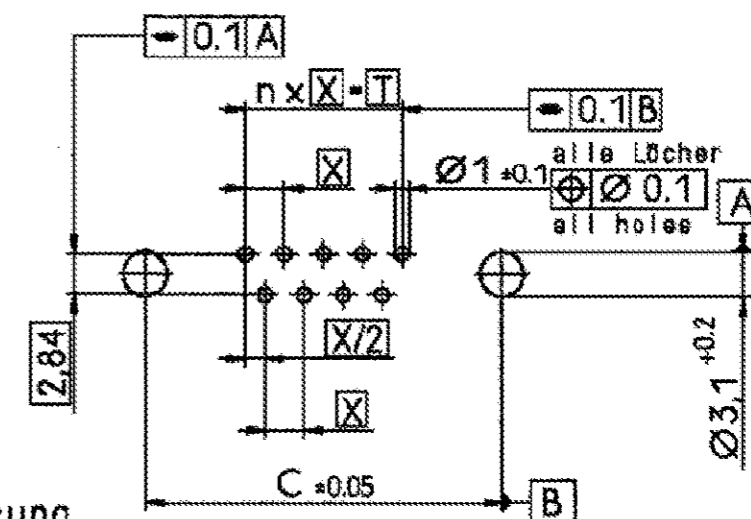 0.1 A
n x X - T
0.1 B
alle Löcher
X
Ø1 ±0.1
Ø 0.1
all holes
A
X/2
2,84
X
Ø3,1 +0.2
C ±0.05
B